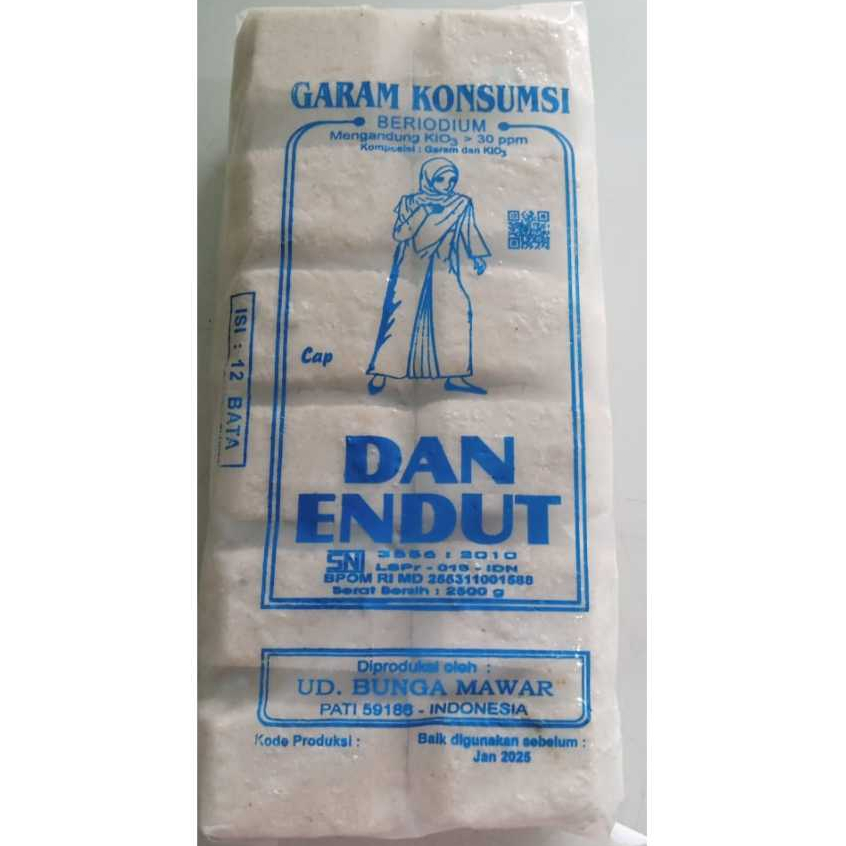 GARAM KONSUMSI
BERIODIUM
Mengandung KIO3 > 30 ppm
Komposisi : Garam dan KIO3
Cap
ISI : 12 BATA
DAN
ENDUT
SNI 3556 : 2010
LSPr - 015 - IDN
BPOM RI MD 255311001588
Berat Bersih : 2500 g
Diproduksi oleh :
UD. BUNGA MAWAR
PATI 59188 - INDONESIA
Kode Produksi :
Baik digunakan sebelum :
Jan 2025